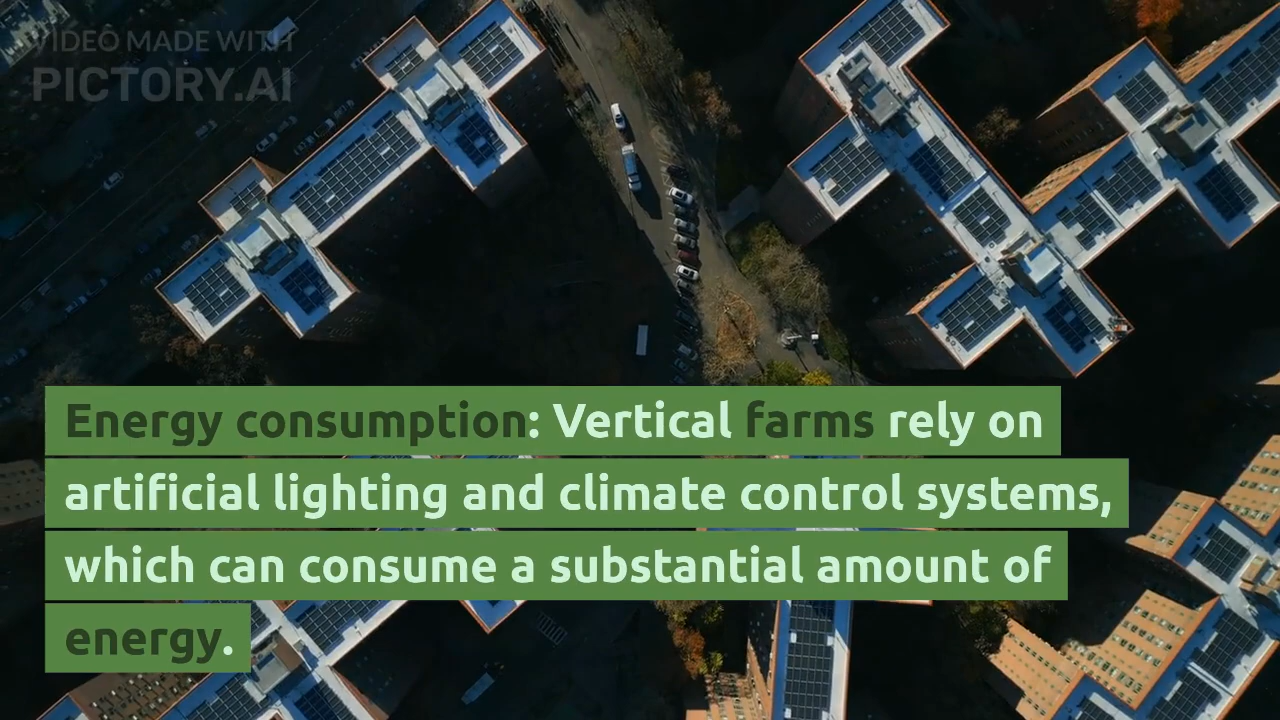 VIDEO MADE WITH
PICTORY.AI
Energy consumption: Vertical farms rely on
artificial lighting and climate control systems,
which can consume a substantial amount of
energy.